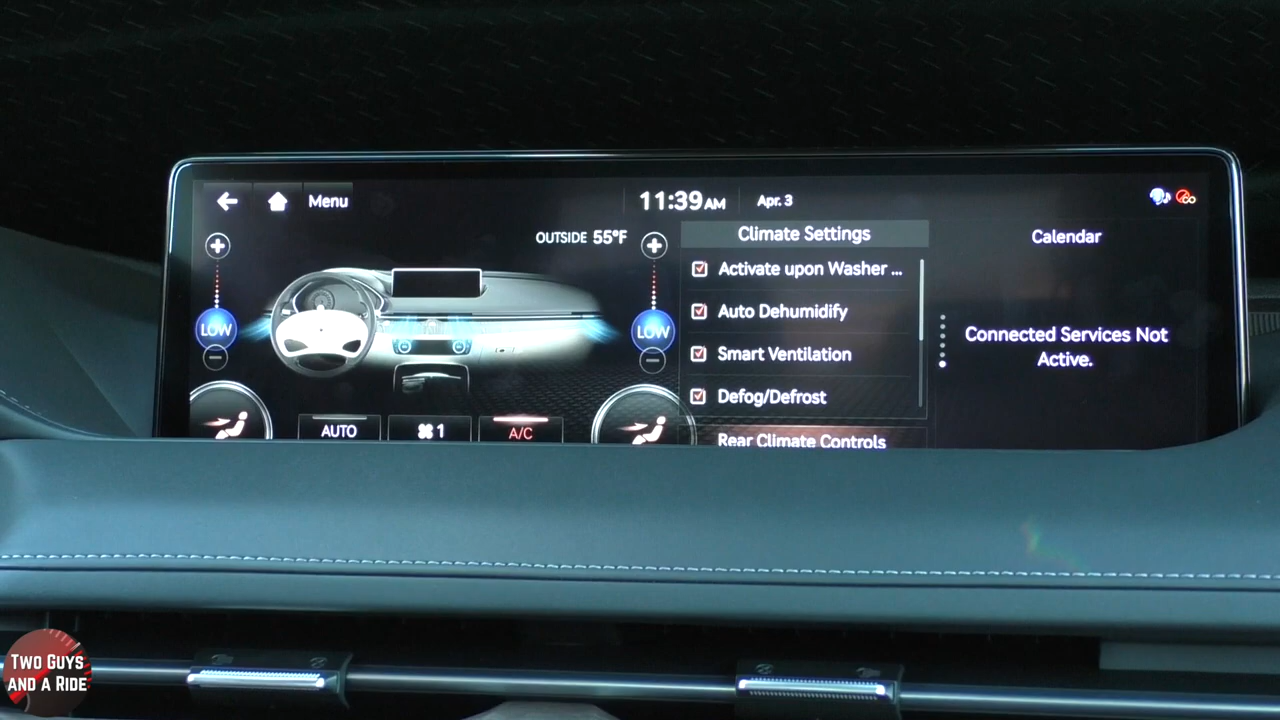 Menu
11:39AM
Apr. 3
OUTSIDE 55°F
LOW
LOW
AUTO
1
A/C
Climate Settings
Activate upon Washer ...
Auto Dehumidify
Smart Ventilation
Defog/Defrost
Rear Climate Controls
Calendar
Connected Services Not
Active.
TWO GUYS
AND A RIDE